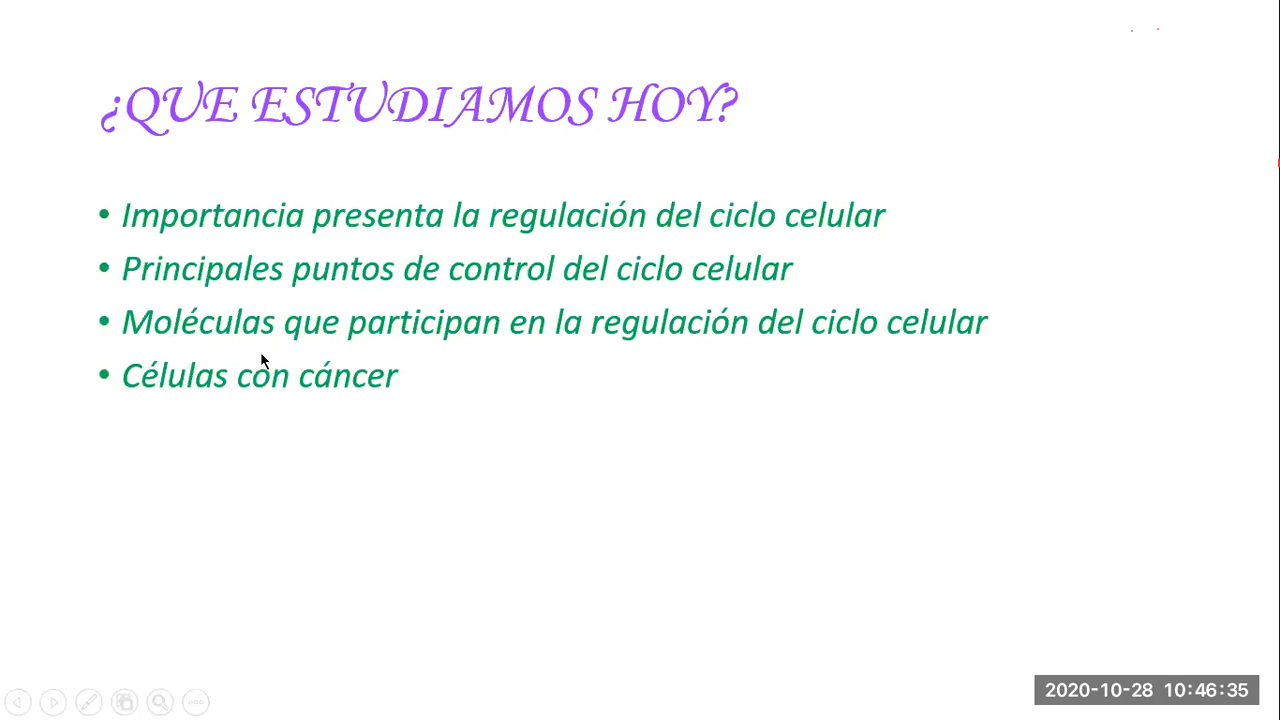 ¿QUE ESTUDIAMOS HOY?
• Importancia presenta la regulación del ciclo celular
• Principales puntos de control del ciclo celular
• Moléculas que participan en la regulación del ciclo celular
• Células con cáncer
2020-10-28 10:46:35